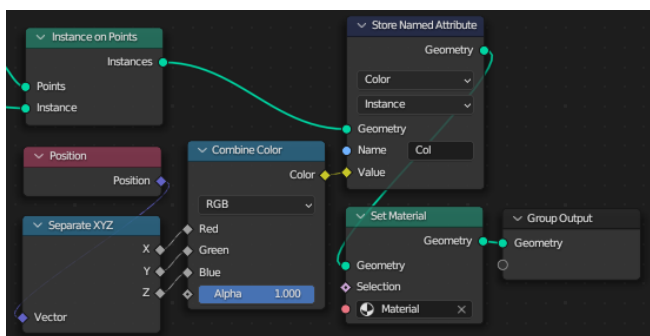 Instance on Points
Instances
Points
Instance
Position
Position
Separate XYZ
X
Y
Z
Vector
Combine Color
Color
RGB
Red
Green
Blue
Alpha 1.000
Store Named Attribute
Geometry
Color
Instance
Geometry
Name Col
Value
Set Material
Geometry
Geometry
Selection
Material
Group Output
Geometry